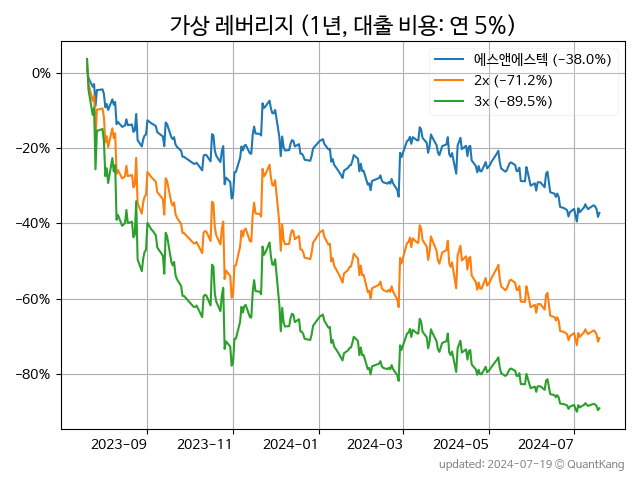 가상 레버리지 (1년, 대출 비용: 연 5%)
에스앤에스텍 (−38.0%)
2x (−71.2%)
3x (−89.5%)
0%
−20%
−40%
−60%
−80%
2023-09
2023-11
2024-01
2024-03
2024-05
2024-07
updated: 2024-07-19 © QuantKang